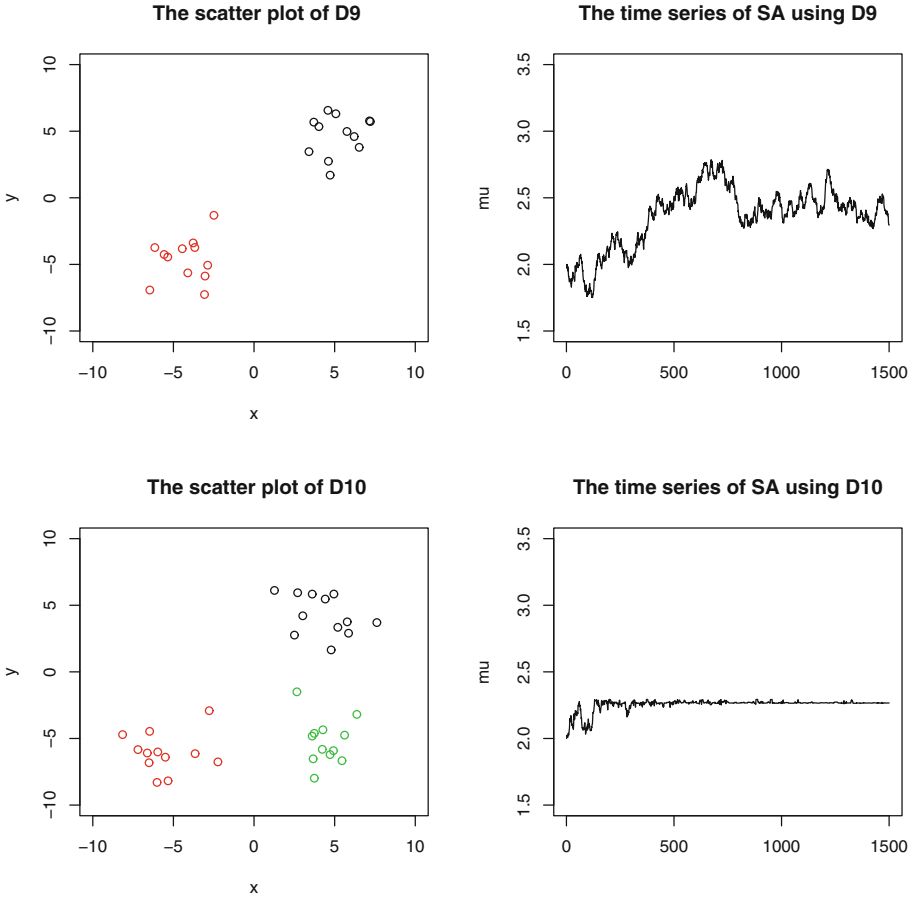 The scatter plot of D9
10
5
0
−5
−10
y
−10 −5 0 5 10
x
The time series of SA using D9
3.5
3.0
2.5
2.0
1.5
mu
0 500 1000 1500
The scatter plot of D10
10
5
0
−5
−10
y
−10 −5 0 5 10
x
The time series of SA using D10
3.5
3.0
2.5
2.0
1.5
mu
0 500 1000 1500